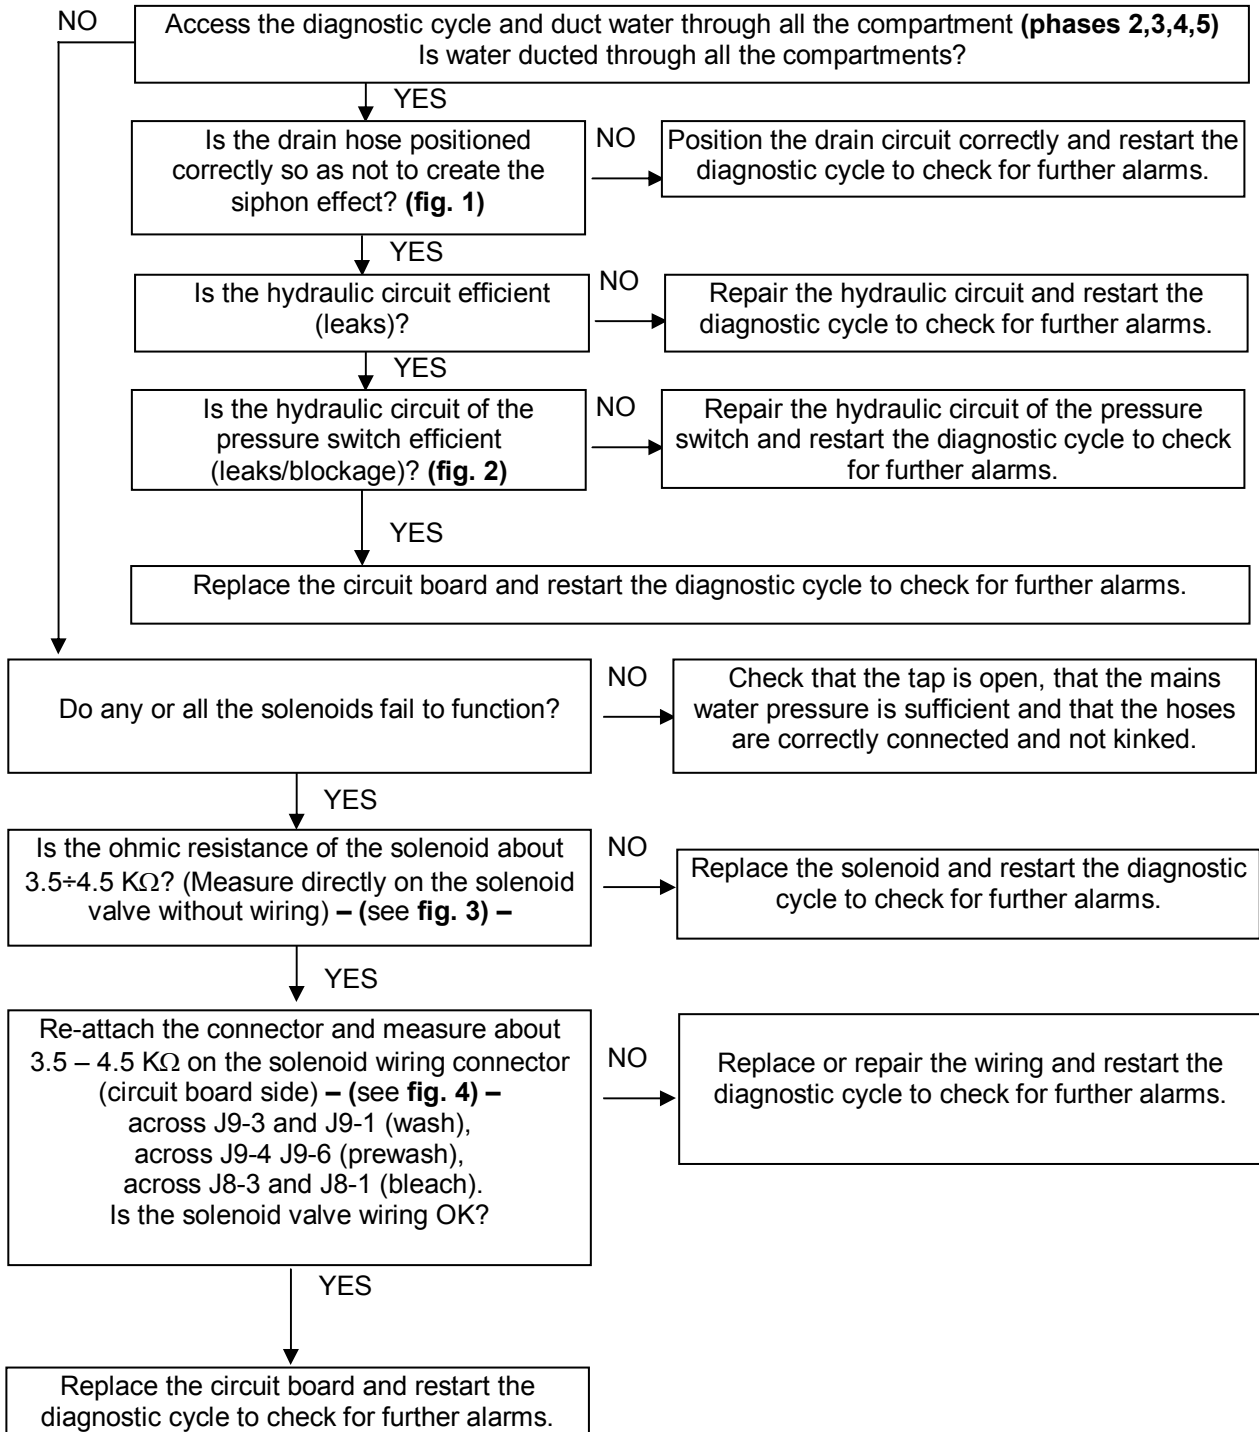 NO
Access the diagnostic cycle and duct water through all the compartment (phases 2,3,4,5)
Is water ducted through all the compartments?
YES
Is the drain hose positioned
correctly so as not to create the
siphon effect? (fig. 1)
NO
Position the drain circuit correctly and restart the
diagnostic cycle to check for further alarms.
YES
Is the hydraulic circuit efficient
(leaks)?
NO
Repair the hydraulic circuit and restart the
diagnostic cycle to check for further alarms.
YES
Is the hydraulic circuit of the
pressure switch efficient
(leaks/blockage)? (fig. 2)
NO
Repair the hydraulic circuit of the pressure
switch and restart the diagnostic cycle to check
for further alarms.
YES
Replace the circuit board and restart the diagnostic cycle to check for further alarms.
Do any or all the solenoids fail to function?
NO
Check that the tap is open, that the mains
water pressure is sufficient and that the hoses
are correctly connected and not kinked.
YES
Is the ohmic resistance of the solenoid about
3.5÷4.5 KΩ? (Measure directly on the solenoid
valve without wiring) – (see fig. 3) –
NO
Replace the solenoid and restart the diagnostic
cycle to check for further alarms.
YES
Re-attach the connector and measure about
3.5 – 4.5 KΩ on the solenoid wiring connector
(circuit board side) – (see fig. 4) –
across J9-3 and J9-1 (wash),
across J9-4 J9-6 (prewash),
across J8-3 and J8-1 (bleach).
Is the solenoid valve wiring OK?
NO
Replace or repair the wiring and restart the
diagnostic cycle to check for further alarms.
YES
Replace the circuit board and restart the
diagnostic cycle to check for further alarms.